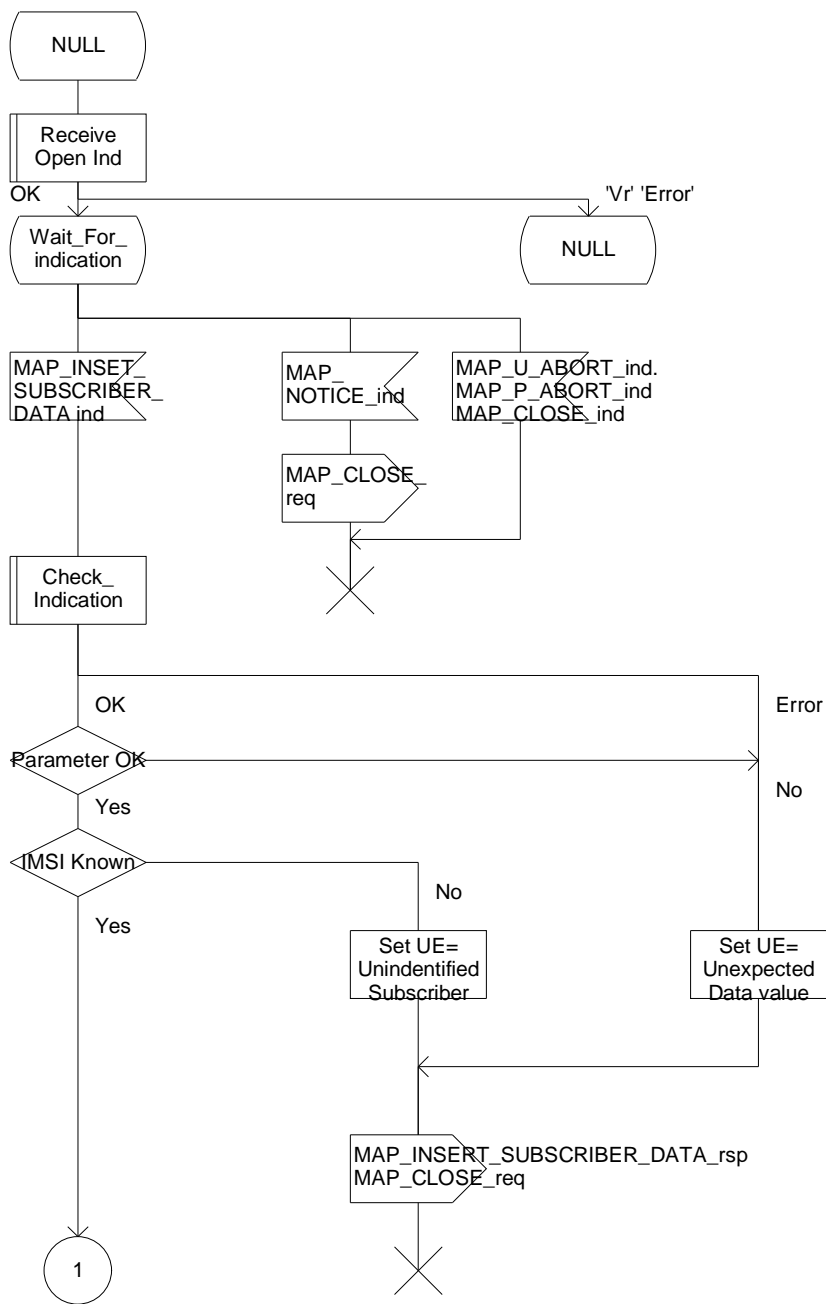 NULL
Receive
Open Ind
OK
'Vr' 'Error'
Wait_For_
indication
NULL
MAP_INSET_
SUBSCRIBER_
DATA ind
MAP_
NOTICE_ind
MAP_U_ABORT_ind.
MAP_P_ABORT_ind
MAP_CLOSE_ind
MAP_CLOSE_
req
Check_
Indication
OK
Error
Parameter OK
No
Yes
IMSI Known
No
Yes
Set UE=
Unindentified
Subscriber
Set UE=
Unexpected
Data value
MAP_INSERT_SUBSCRIBER_DATA_rsp
MAP_CLOSE_req
1